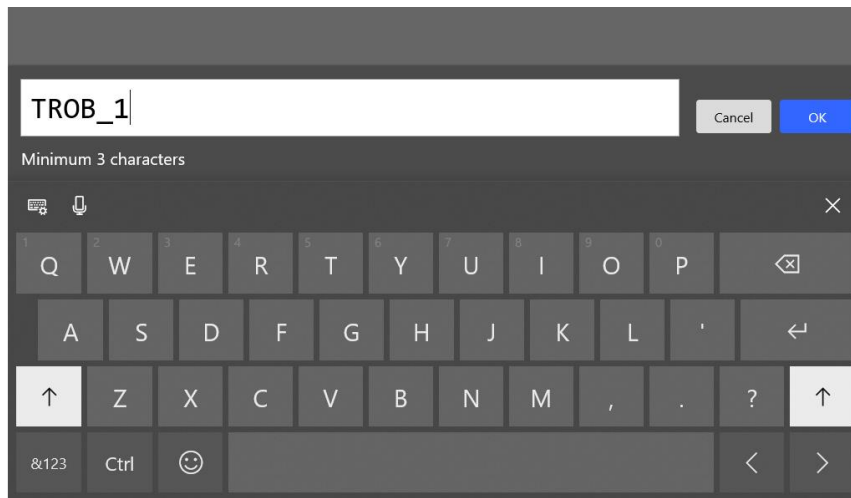 TROB_1
Cancel
OK
Minimum 3 characters
1 2 3 4 5 6 7 8 9 0
Q W E R T Y U I O P
A S D F G H J K L '
Z X C V B N M , . ?
&123 Ctrl